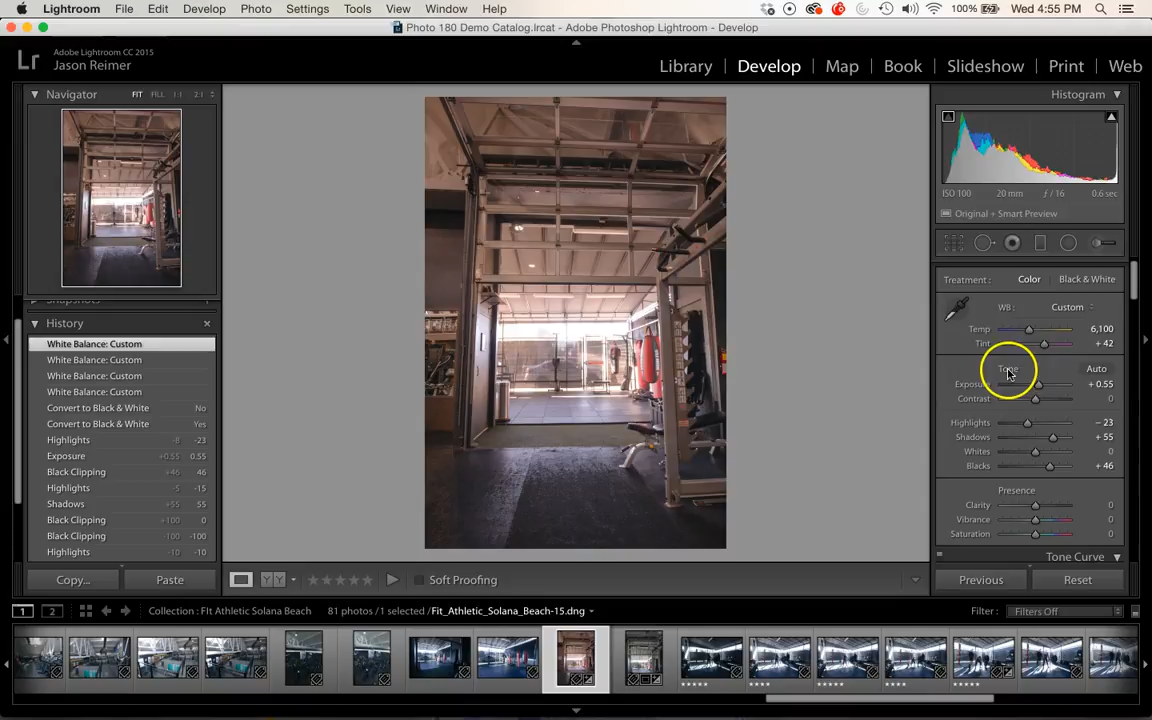 Lightroom File Edit Develop Photo Settings Tools View Window Help 100% Wed 4:55 PM
Photo 180 Demo Catalog.lrcat - Adobe Photoshop Lightroom - Develop
Lr Adobe Lightroom CC 2015
Jason Reimer
Library Develop Map Book Slideshow Print Web
Navigator FIT FILL 1:1 2:1
Histogram
ISO 100 20 mm ƒ / 16 0.6 sec
Original + Smart Preview
Treatment : Color Black & White
WB : Custom
Temp 6,100
Tint + 42
Tone Auto
Exposure + 0.55
Contrast 0
Highlights – 23
Shadows + 55
Whites 0
Blacks + 46
Presence
Clarity 0
Vibrance 0
Saturation 0
Tone Curve
Previous Reset
Snapshots
History ×
White Balance: Custom
White Balance: Custom
White Balance: Custom
White Balance: Custom
Convert to Black & White No
Convert to Black & White Yes
Highlights -8 -23
Exposure +0.55 0.55
Black Clipping +46 46
Highlights -5 -15
Shadows +55 55
Black Clipping +100 0
Black Clipping -100 -100
Highlights -10 -10
Copy... Paste
YY Soft Proofing
1 2 Collection : FIt Athletic Solana Beach 81 photos /1 selected /Fit_Athletic_Solana_Beach-15.dng Filter : Filters Off